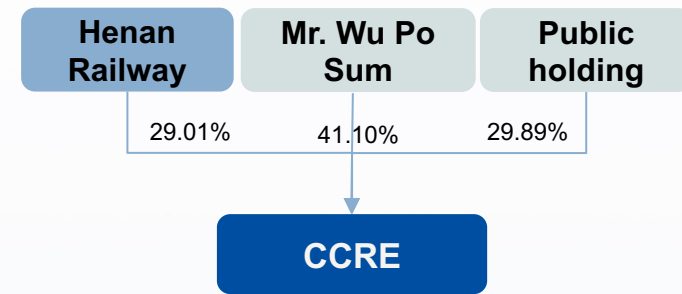 Henan
Railway
Mr. Wu Po
Sum
Public
holding
29.01%
41.10%
29.89%
CCRE